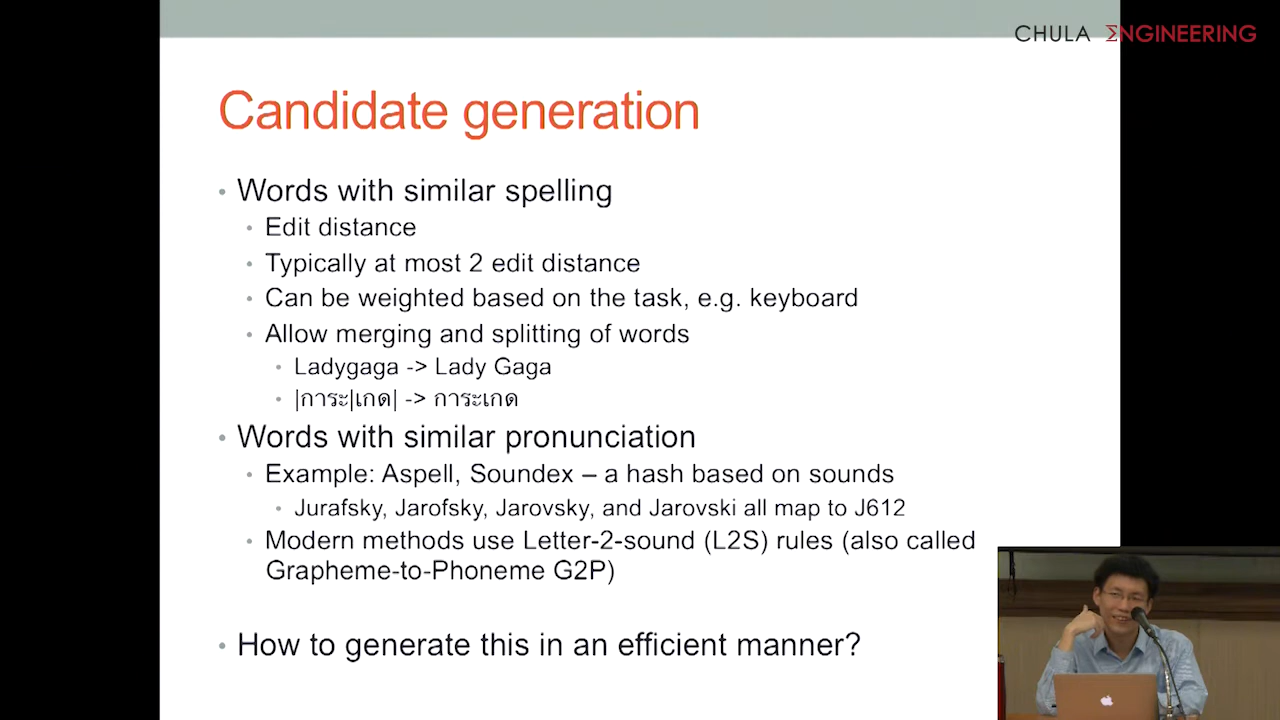 CHULA ΣNGINEERING
Candidate generation
• Words with similar spelling
• Edit distance
• Typically at most 2 edit distance
• Can be weighted based on the task, e.g. keyboard
• Allow merging and splitting of words
• Ladygaga -> Lady Gaga
• |การะ|เกด| -> การะเกด
• Words with similar pronunciation
• Example: Aspell, Soundex – a hash based on sounds
• Jurafsky, Jarofsky, Jarovsky, and Jarovski all map to J612
• Modern methods use Letter-2-sound (L2S) rules (also called
Grapheme-to-Phoneme G2P)
• How to generate this in an efficient manner?